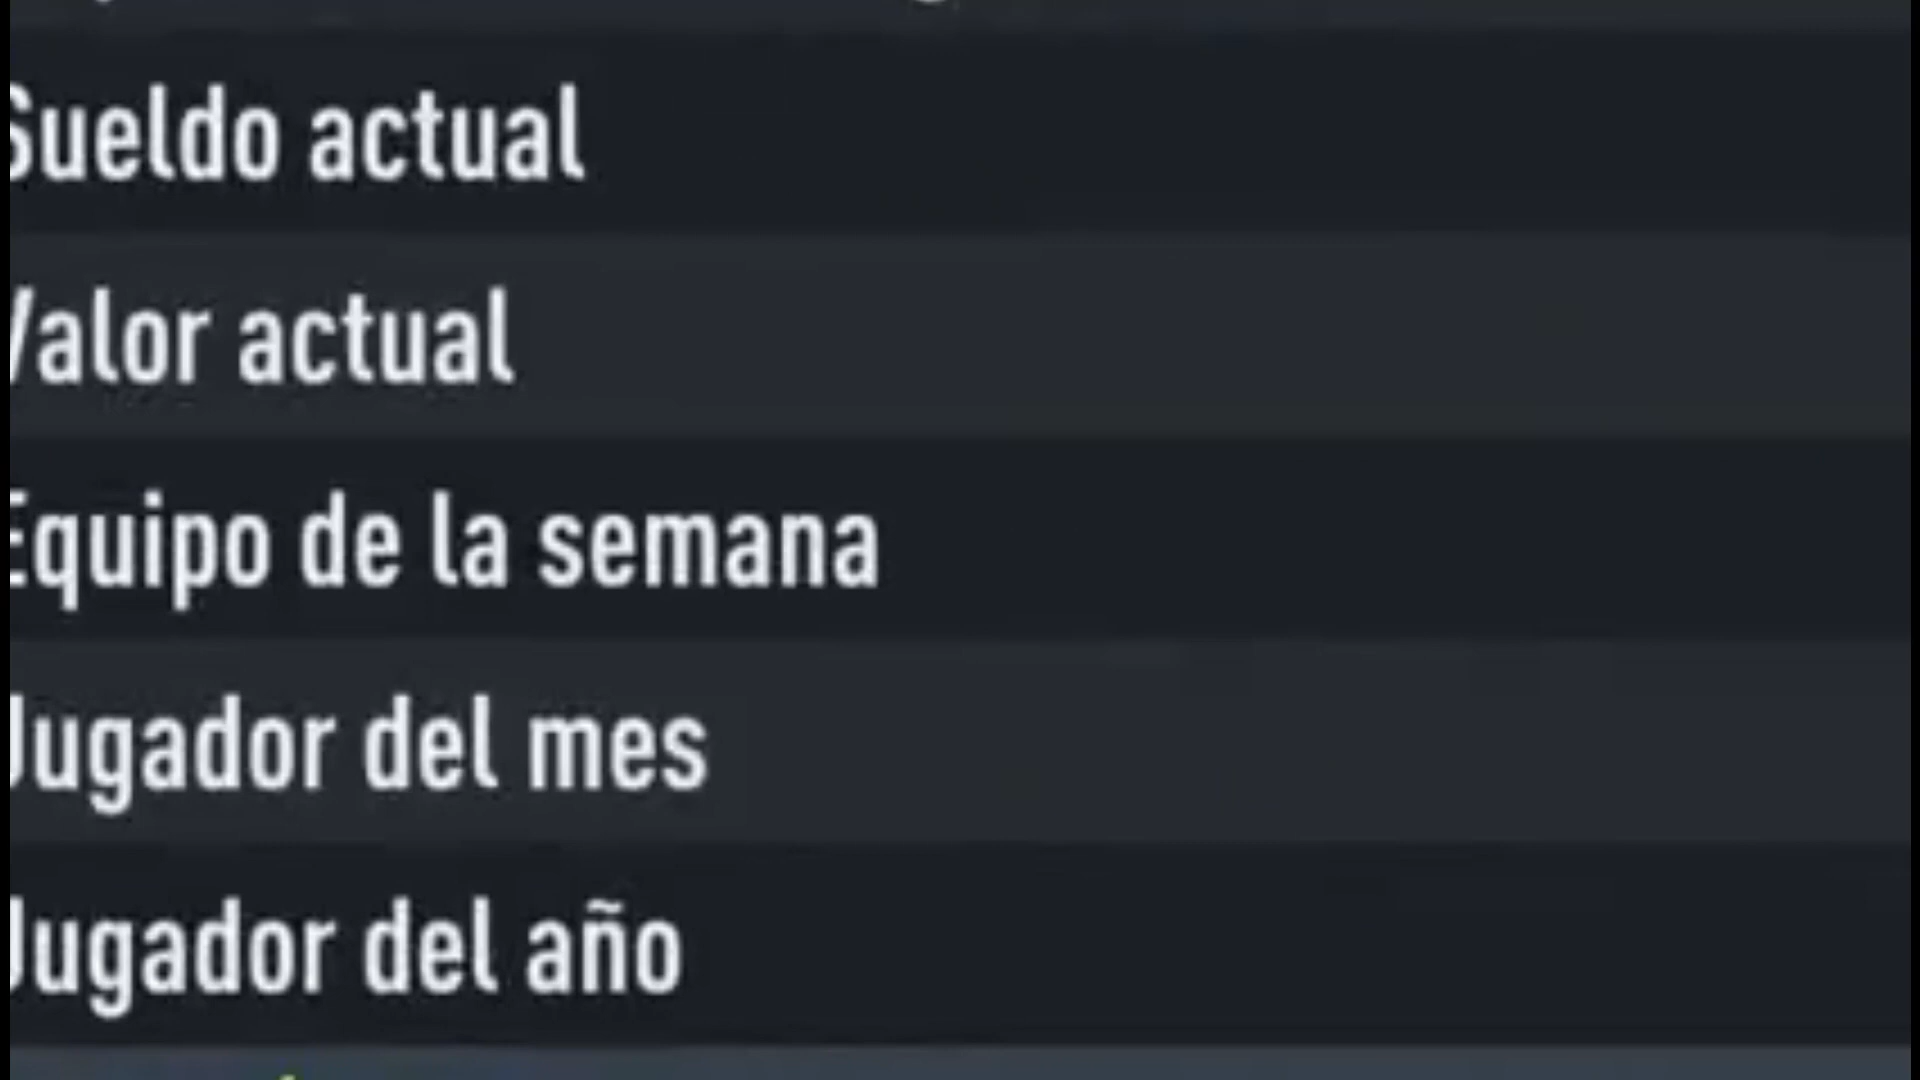 Sueldo actual
Valor actual
Equipo de la semana
Jugador del mes
Jugador del año